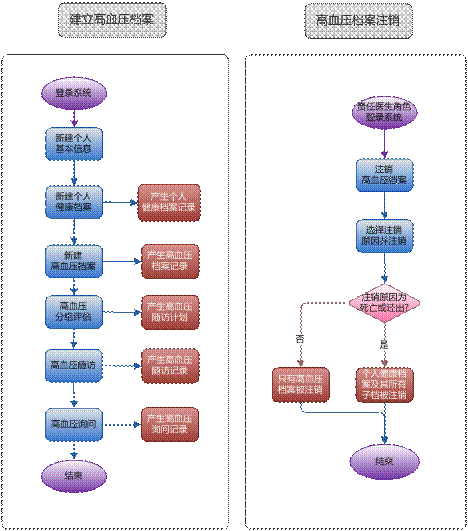 建立高血压档案
登录系统
新建个人
基本信息
新建个人
健康档案
产生个人
健康档案记录
新建
高血压档案
产生高血压
档案记录
高血压
分组评估
产生高血压
随访计划
高血压随访
产生高血压
随访记录
高血压询问
产生高血压
询问记录
结束
高血压档案注销
责任医生角色
登录系统
注销
高血压档案
选择注销
原因并注销
注销原因为
死亡或迁出?
否
是
只有高血压
档案被注销
个人健康档
案及其所有
子档被注销
结束